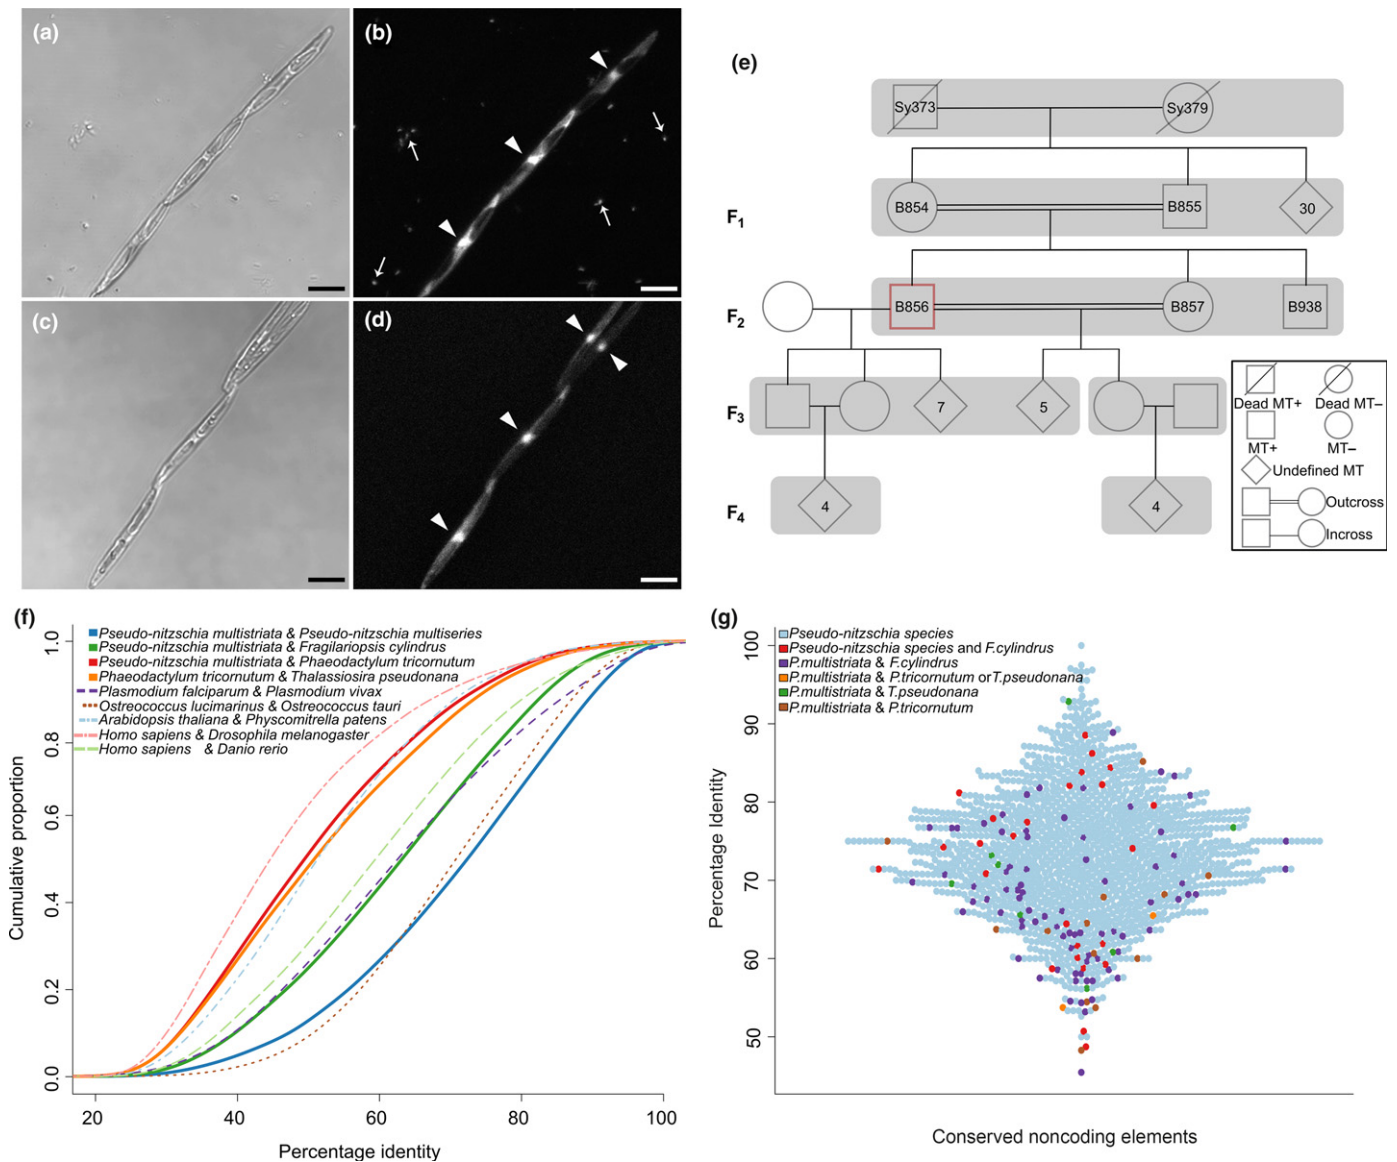 (a)
(b)
(c)
(d)
(e)
Sy373
Sy379
F1
B854
B855
30
F2
B856
B857
B938
F3
7
5
F4
4
4
Dead MT+
Dead MT–
MT+
MT–
Undefined MT
Outcross
Incross
(f)
Pseudo-nitzschia multistriata & Pseudo-nitzschia multiseries
Pseudo-nitzschia multistriata & Fragilariopsis cylindrus
Pseudo-nitzschia multistriata & Phaeodactylum tricornutum
Phaeodactylum tricornutum & Thalassiosira pseudonana
Plasmodium falciparum & Plasmodium vivax
Ostreococcus lucimarinus & Ostreococcus tauri
Arabidopsis thaliana & Physcomitrella patens
Homo sapiens & Drosophila melanogaster
Homo sapiens & Danio rerio
Cumulative proportion
1.0
0.8
0.6
0.4
0.2
0.0
20
40
60
80
100
Percentage identity
(g)
Pseudo-nitzschia species
Pseudo-nitzschia species and F.cylindrus
P.multistriata & F.cylindrus
P.multistriata & P.tricornutum or T.pseudonana
P.multistriata & T.pseudonana
P.multistriata & P.tricornutum
Percentage Identity
100
90
80
70
60
50
Conserved noncoding elements